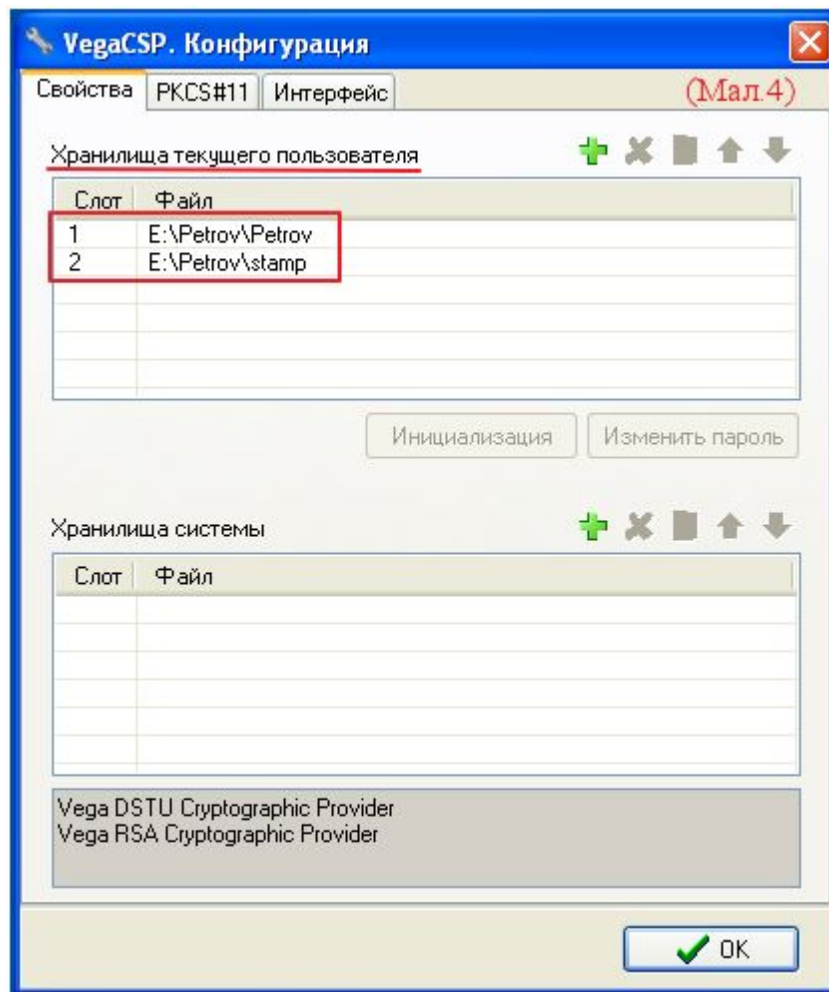 VegaCSP. Конфигурация
Свойства PKCS#11 Интерфейс (Мал.4)
Хранилища текущего пользователя
Слот Файл
1 E:\Petrov\Petrov
2 E:\Petrov\stamp
Инициализация Изменить пароль
Хранилища системы
Слот Файл
Vega DSTU Cryptographic Provider
Vega RSA Cryptographic Provider
OK